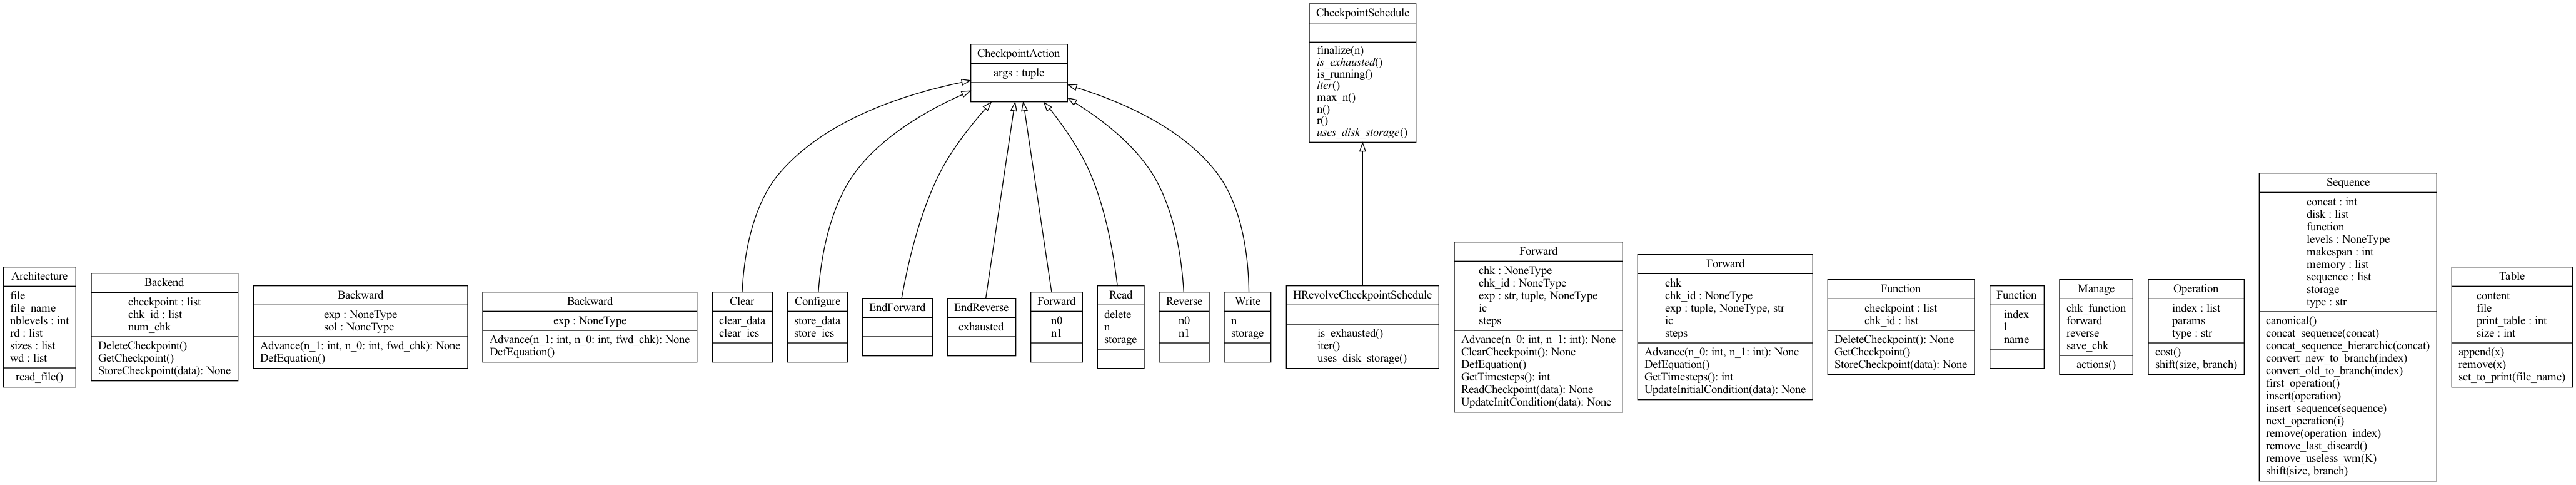 CheckpointSchedule
finalize(n)
is_exhausted()
is_running()
iter()
max_n()
n()
r()
uses_disk_storage()
CheckpointAction
args : tuple
Architecture
file
file_name
nblevels : int
rd : list
sizes : list
wd : list
read_file()
Backend
checkpoint : list
chk_id : list
num_chk
DeleteCheckpoint()
GetCheckpoint()
StoreCheckpoint(data): None
Backward
exp : NoneType
sol : NoneType
Advance(n_1: int, n_0: int, fwd_chk): None
DefEquation()
Backward
exp : NoneType
Advance(n_1: int, n_0: int, fwd_chk): None
DefEquation()
Clear
clear_data
clear_ics
Configure
store_data
store_ics
EndForward
EndReverse
exhausted
Forward
n0
n1
Read
delete
n
storage
Reverse
n0
n1
Write
n
storage
HRevolveCheckpointSchedule
is_exhausted()
iter()
uses_disk_storage()
Forward
chk : NoneType
chk_id : NoneType
exp : str, tuple, NoneType
ic
steps
Advance(n_0: int, n_1: int): None
ClearCheckpoint(): None
DefEquation()
GetTimesteps(): int
ReadCheckpoint(data): None
UpdateInitCondition(data): None
Forward
chk
chk_id : NoneType
exp : tuple, NoneType, str
ic
steps
Advance(n_0: int, n_1: int): None
DefEquation()
GetTimesteps(): int
UpdateInitialCondition(data): None
Function
checkpoint : list
chk_id : list
DeleteCheckpoint(): None
GetCheckpoint()
StoreCheckpoint(data): None
Function
index
l
name
Manage
chk_function
forward
reverse
save_chk
actions()
Operation
index : list
params
type : str
cost()
shift(size, branch)
Sequence
concat : int
disk : list
function
levels : NoneType
makespan : int
memory : list
sequence : list
storage
type : str
canonical()
concat_sequence(concat)
concat_sequence_hierarchic(concat)
convert_new_to_branch(index)
convert_old_to_branch(index)
first_operation()
insert(operation)
insert_sequence(sequence)
next_operation(i)
remove(operation_index)
remove_last_discard()
remove_useless_wm(K)
shift(size, branch)
Table
content
file
print_table : int
size : int
append(x)
remove(x)
set_to_print(file_name)